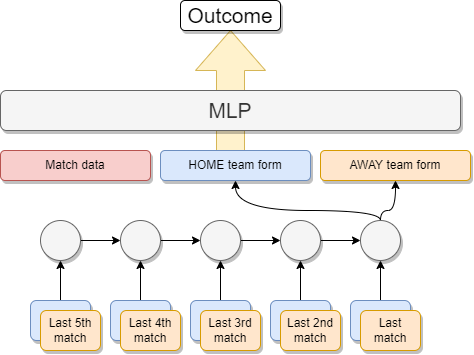 Outcome
MLP
Match data
HOME team form
AWAY team form
Last 5th
match
Last 4th
match
Last 3rd
match
Last 2nd
match
Last
match